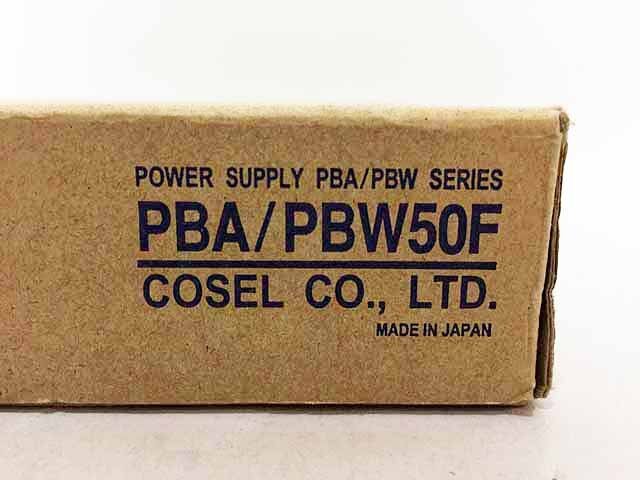 POWER SUPPLY PBA/PBW SERIES
PBA/PBW50F
COSEL CO., LTD.
MADE IN JAPAN